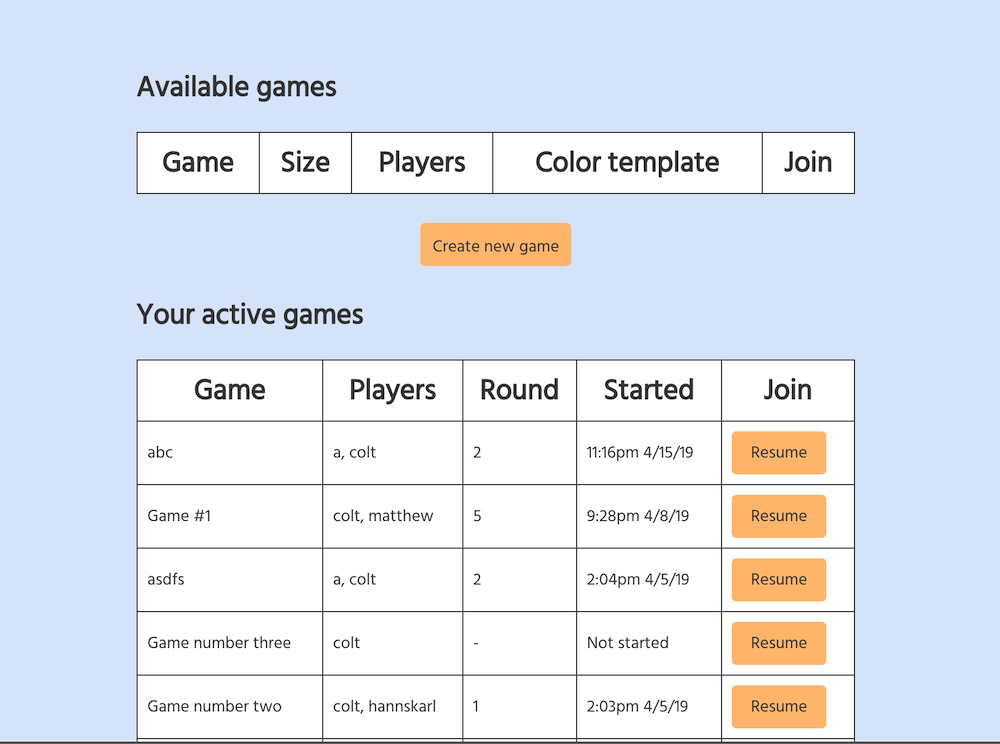 Available games
Game Size Players Color template Join
Create new game
Your active games
Game Players Round Started Join
abc a, colt 2 11:16pm 4/15/19 Resume
Game #1 colt, matthew 5 9:28pm 4/8/19 Resume
asdfs a, colt 2 2:04pm 4/5/19 Resume
Game number three colt - Not started Resume
Game number two colt, hannskarl 1 2:03pm 4/5/19 Resume